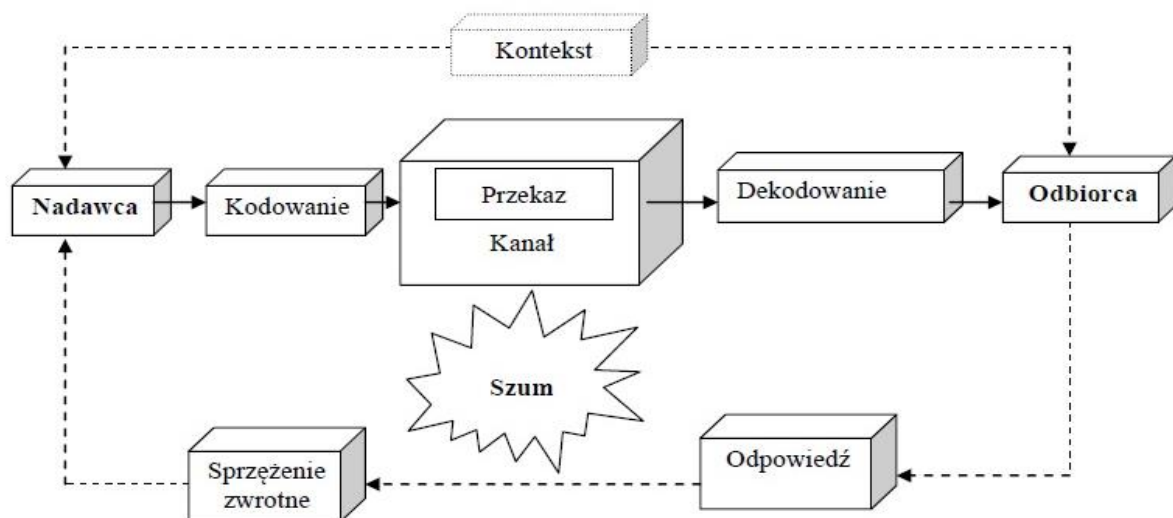 Kontekst
Nadawca
Kodowanie
Przekaz
Kanał
Dekodowanie
Odbiorca
Szum
Sprzężenie
zwrotne
Odpowiedź